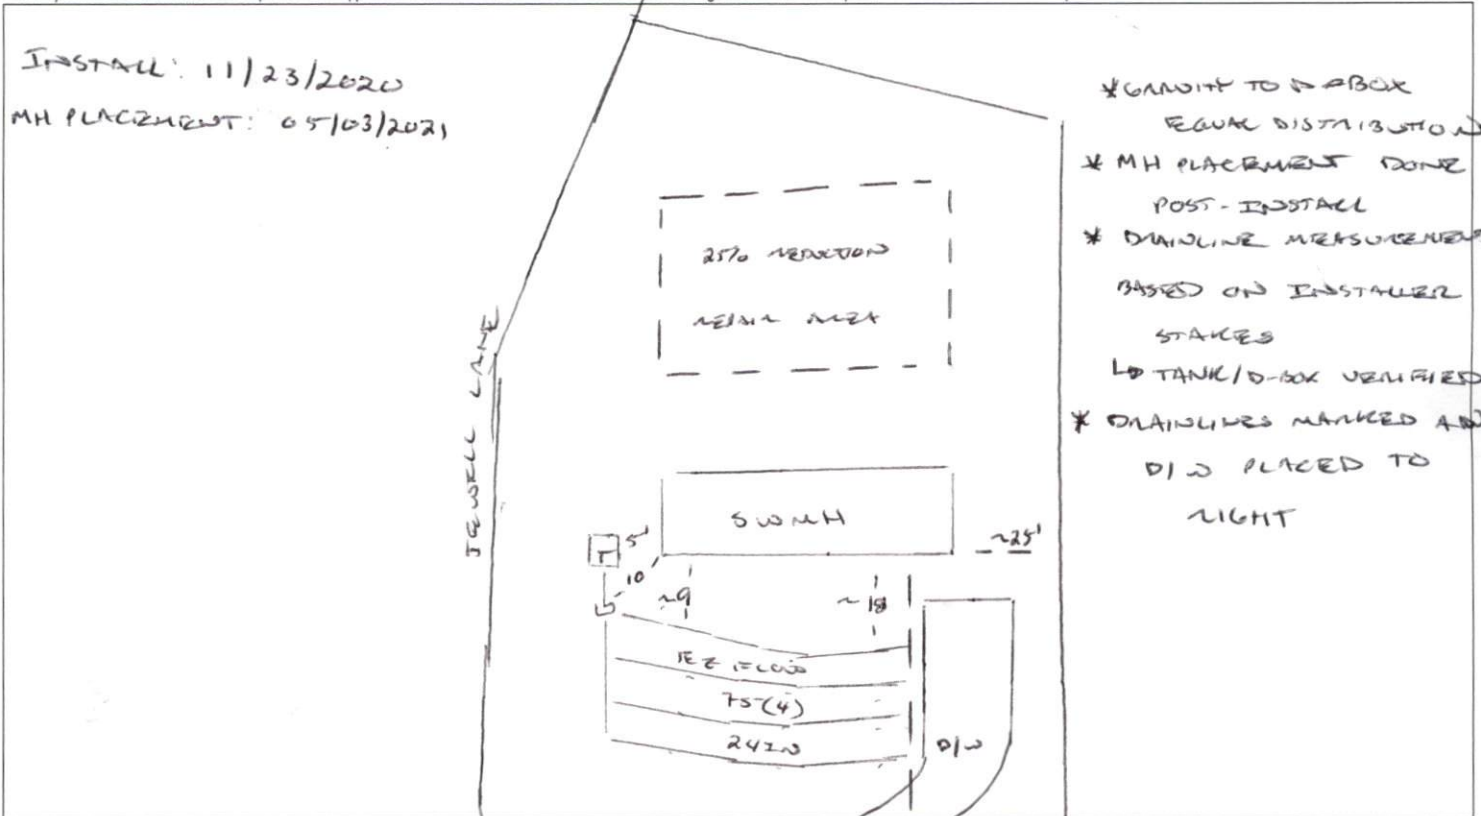 INSTALL: 11/23/2020
MH PLACEMENT: 05/03/2021
* GRAVITY TO D-BOX
EQUAL DISTRIBUTION
* MH PLACEMENT DONE
POST-INSTALL
* DRAINLINE MEASUREMENT
BASED ON INSTALLER
STAKES
TANK/D-BOX VERIFIED
* DRAINLINES MARKED AND
D/W PLACED TO
RIGHT
25% REDUCTION
REPAIR AREA
JEWELL LANE
SWMH
T
5'
10
~9
~18
~25'
EZ FLOW
75(4)
24IN
D/W